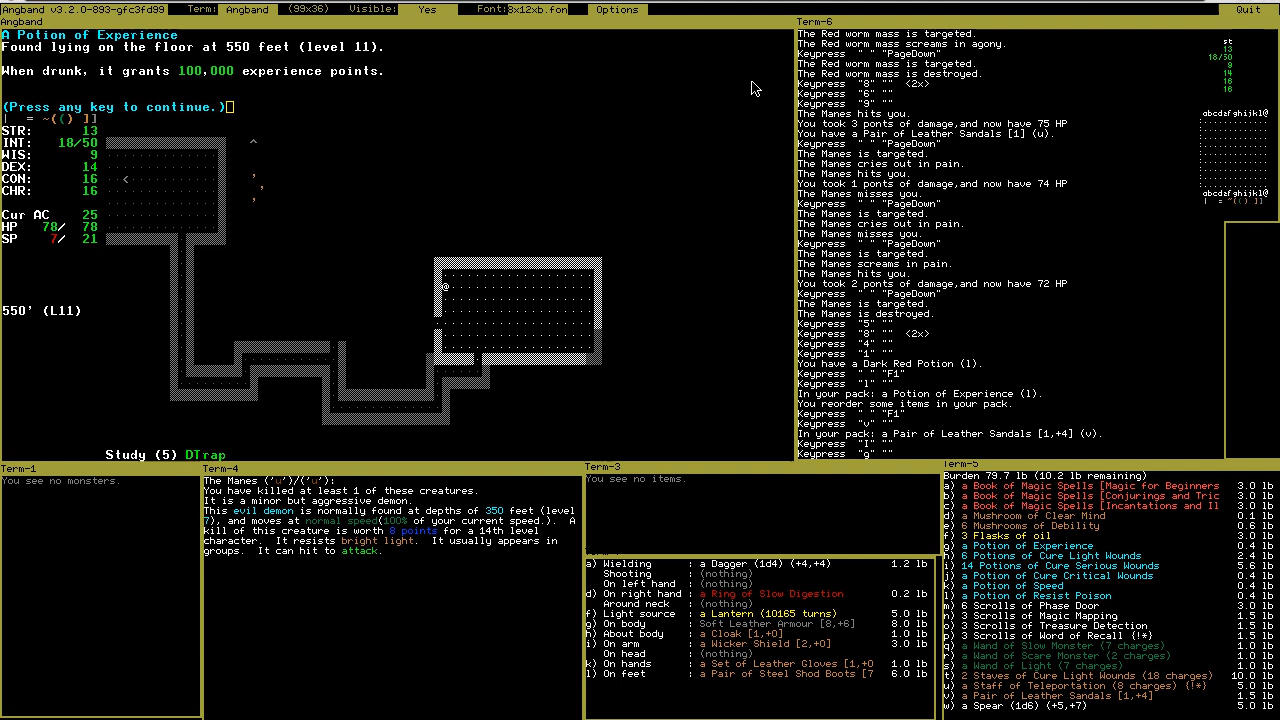 Angband v3.2.0-893-gfc3fd99 Term: Angband (99x36) Visible: Yes Font: 8x12xb.fon Options Quit
Angband
A Potion of Experience
Found lying on the floor at 550 feet (level 11).
When drunk, it grants 100,000 experience points.
(Press any key to continue.)
| = ~(() ]]
STR: 13
INT: 18/50
WIS: 9
DEX: 14
CON: 16
CHR: 16
Cur AC 25
HP 78/ 78
SP 7/ 21
550' (L11)
Study (5) DTrap
Term-6
The Red worm mass is targeted.
The Red worm mass screams in agony.
Keypress " " "PageDown"
The Red worm mass is targeted.
The Red worm mass is destroyed.
Keypress "8" "" <2x>
Keypress "6" ""
Keypress "9" ""
The Manes hits you.
You took 3 ponts of damage,and now have 75 HP
You have a Pair of Leather Sandals [1] (u).
Keypress " " "PageDown"
The Manes is targeted.
The Manes cries out in pain.
The Manes hits you.
You took 1 ponts of damage,and now have 74 HP
The Manes misses you.
Keypress " " "PageDown"
The Manes is targeted.
The Manes cries out in pain.
The Manes misses you.
Keypress " " "PageDown"
The Manes is targeted.
The Manes screams in pain.
The Manes hits you.
You took 2 ponts of damage,and now have 72 HP
Keypress " " "PageDown"
The Manes is targeted.
The Manes is destroyed.
Keypress "5" ""
Keypress "8" "" <2x>
Keypress "4" ""
Keypress "1" ""
You have a Dark Red Potion (l).
Keypress " " "F1"
Keypress "l" ""
In your pack: a Potion of Experience (l).
You reorder some items in your pack.
Keypress " " "F1"
Keypress "v" ""
In your pack: a Pair of Leather Sandals [1,+4] (v).
Keypress "I" ""
Keypress "g" ""
st
13
18/50
9
14
16
16
abcdefghijkl@
abcdefghijkl@
| = ~(() ]]
Term-1
You see no monsters.
Term-4
The Manes ('u')/('u'):
You have killed at least 1 of these creatures.
It is a minor but aggressive demon.
This evil demon is normally found at depths of 350 feet (level
7), and moves at normal speed(100% of your current speed.). A
kill of this creature is worth 8 points for a 14th level
character. It resists bright light. It usually appears in
groups. It can hit to attack.
Term-3
You see no items.
a) Wielding : a Dagger (1d4) (+4,+4) 1.2 lb
Shooting : (nothing)
On left hand : (nothing)
d) On right hand : a Ring of Slow Digestion 0.2 lb
Around neck : (nothing)
f) Light source : a Lantern (10165 turns) 5.0 lb
g) On body : Soft Leather Armour [8,+6] 8.0 lb
h) About body : a Cloak [1,+0] 1.0 lb
i) On arm : a Wicker Shield [2,+0] 3.0 lb
On head : (nothing)
k) On hands : a Set of Leather Gloves [1,+0 1.0 lb
l) On feet : a Pair of Steel Shod Boots [7 6.0 lb
Term-5
Burden 79.7 lb (10.2 lb remaining)
a) a Book of Magic Spells [Magic for Beginners 3.0 lb
b) a Book of Magic Spells [Conjurings and Tric 3.0 lb
c) a Book of Magic Spells [Incantations and Il 3.0 lb
d) a Mushroom of Clear Mind 0.1 lb
e) 6 Mushrooms of Debility 0.6 lb
f) 3 Flasks of oil 3.0 lb
g) a Potion of Experience 0.4 lb
h) 6 Potions of Cure Light Wounds 2.4 lb
i) 14 Potions of Cure Serious Wounds 5.6 lb
j) a Potion of Cure Critical Wounds 0.4 lb
k) a Potion of Speed 0.4 lb
l) a Potion of Resist Poison 0.4 lb
m) 6 Scrolls of Phase Door 3.0 lb
n) 3 Scrolls of Magic Mapping 1.5 lb
o) 3 Scrolls of Treasure Detection 1.5 lb
p) 3 Scrolls of Word of Recall {!*} 1.5 lb
q) a Wand of Slow Monster (7 charges) 1.0 lb
r) a Wand of Scare Monster (2 charges) 1.0 lb
s) a Wand of Light (7 charges) 1.0 lb
t) 2 Staves of Cure Light Wounds (18 charges) 10.0 lb
u) a Staff of Teleportation (8 charges) {!*} 5.0 lb
v) a Pair of Leather Sandals [1,+4] 1.5 lb
w) a Spear (1d6) (+5,+7) 5.0 lb